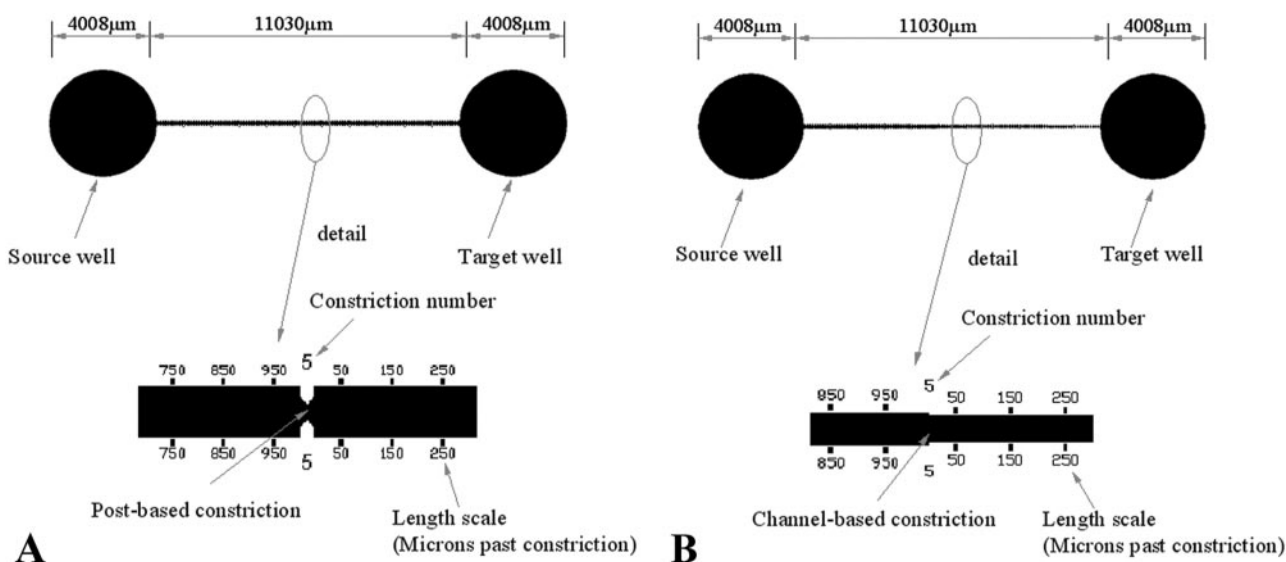 4008μm 11030μm 4008μm
Source well
Target well
detail
Constriction number
5
750 850 950 50 150 250
750 850 950 50 150 250
5
Post-based constriction
Length scale
(Microns past constriction)
A
4008μm 11030μm 4008μm
Source well
Target well
detail
Constriction number
5
850 950 50 150 250
850 950 50 150 250
5
Channel-based constriction
Length scale
(Microns past constriction)
B